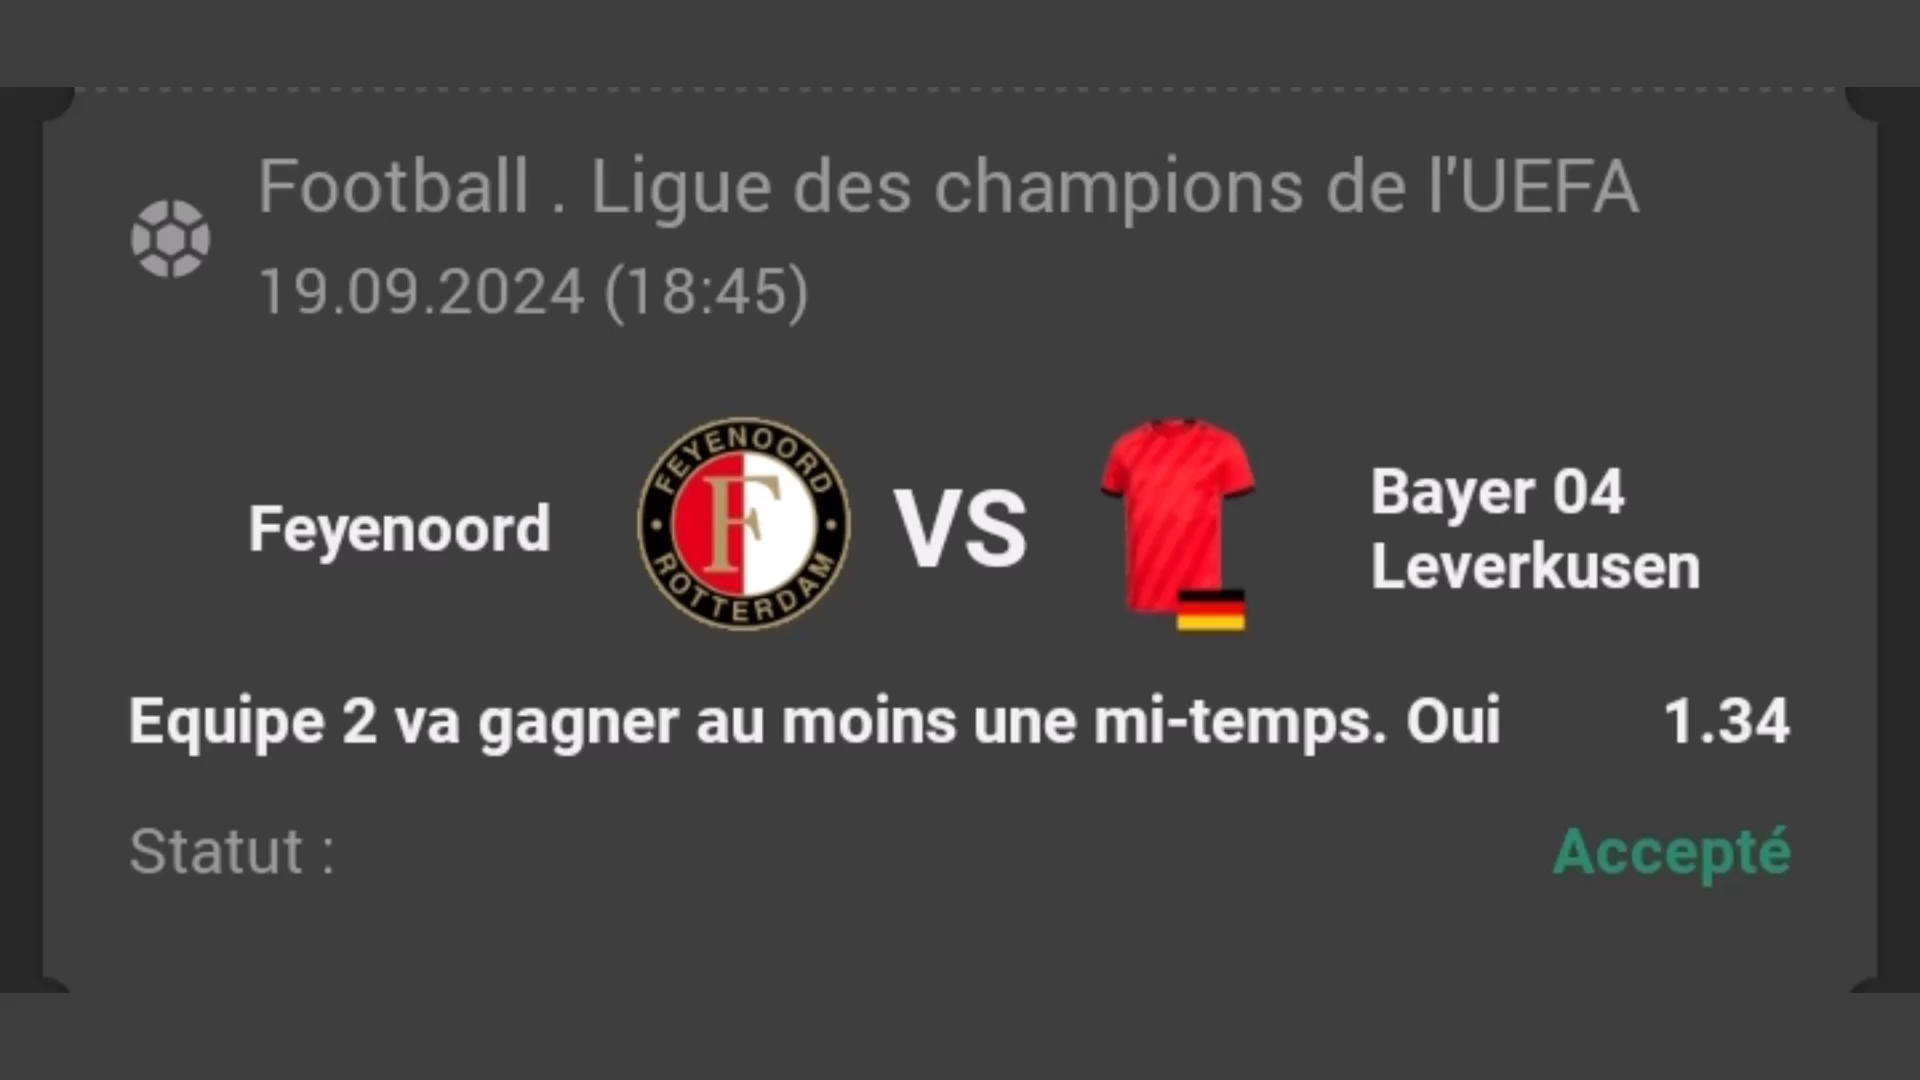 Football . Ligue des champions de l'UEFA
19.09.2024 (18:45)
Feyenoord
FEYENOORD
F
ROTTERDAM
VS
Bayer 04
Leverkusen
Equipe 2 va gagner au moins une mi-temps. Oui 1.34
Statut : Accepté